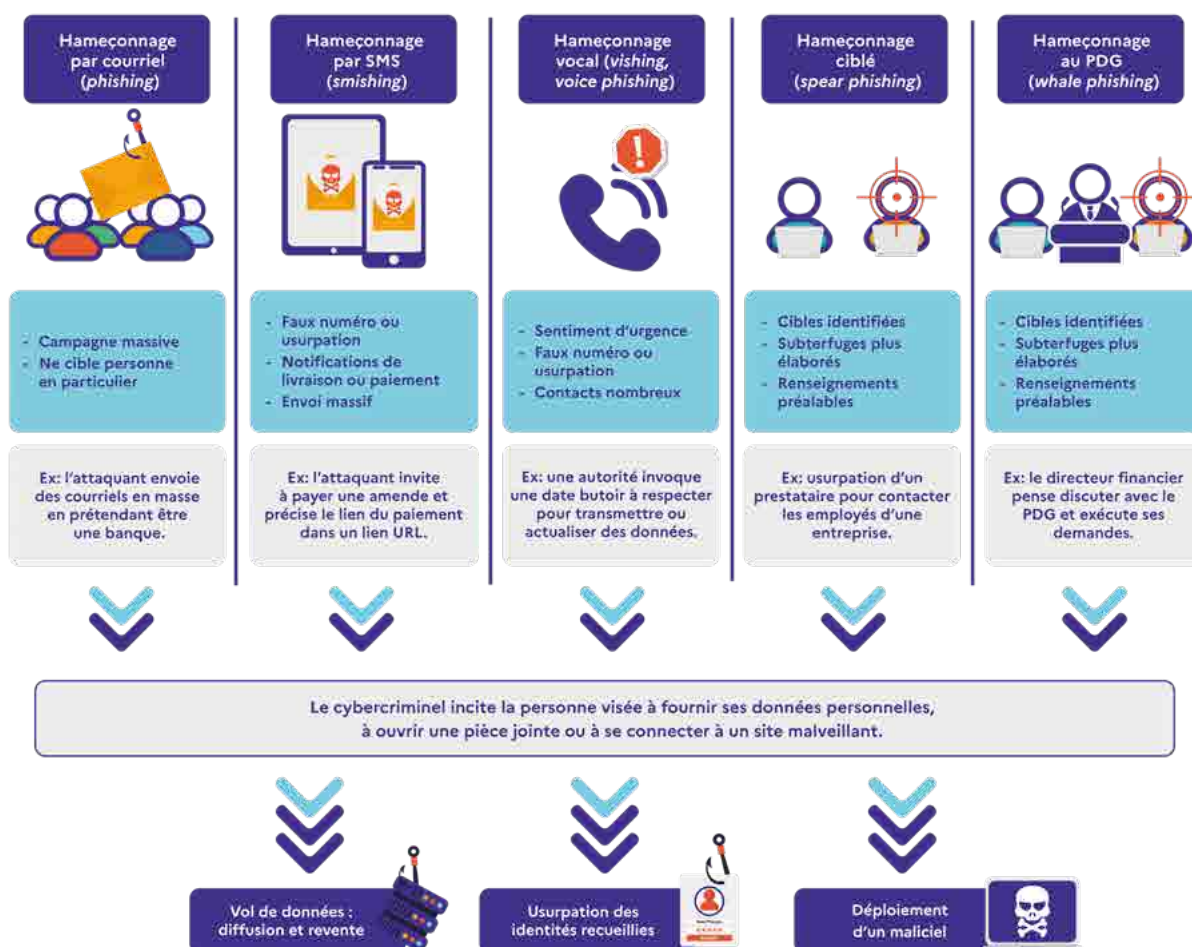 Hameçonnage
par courriel
(phishing)
Hameçonnage
par SMS
(smishing)
Hameçonnage
vocal (vishing,
voice phishing)
Hameçonnage
ciblé
(spear phishing)
Hameçonnage
au PDG
(whale phishing)
- Campagne massive
- Ne cible personne
en particulier
- Faux numéro ou
usurpation
- Notifications de
livraison ou paiement
- Envoi massif
- Sentiment d'urgence
- Faux numéro ou
usurpation
- Contacts nombreux
- Cibles identifiées
- Subterfuges plus
élaborés
- Renseignements
préalables
- Cibles identifiées
- Subterfuges plus
élaborés
- Renseignements
préalables
Ex: l'attaquant envoie
des courriels en masse
en prétendant être
une banque.
Ex: l'attaquant invite
à payer une amende et
précise le lien du paiement
dans un lien URL.
Ex: une autorité invoque
une date butoir à respecter
pour transmettre ou
actualiser des données.
Ex: usurpation d'un
prestataire pour contacter
les employés d'une
entreprise.
Ex: le directeur financier
pense discuter avec le
PDG et exécute ses
demandes.
Le cybercriminel incite la personne visée à fournir ses données personnelles,
à ouvrir une pièce jointe ou à se connecter à un site malveillant.
Vol de données :
diffusion et revente
Usurpation des
identités recueillies
Déploiement
d'un maliciel